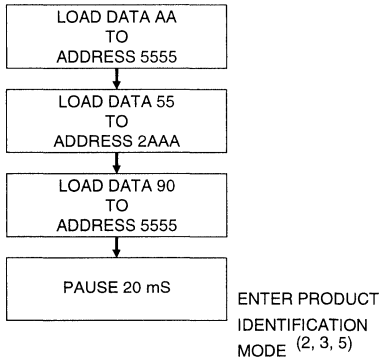 LOAD DATA AA
TO
ADDRESS 5555
LOAD DATA 55
TO
ADDRESS 2AAA
LOAD DATA 90
TO
ADDRESS 5555
PAUSE 20 mS
ENTER PRODUCT
IDENTIFICATION
MODE (2, 3, 5)